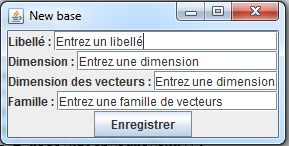 New base
Libellé : Entrez un libellé
Dimension : Entrez une dimension
Dimension des vecteurs : Entrez une dimension
Famille : Entrez une famille de vecteurs
Enregistrer